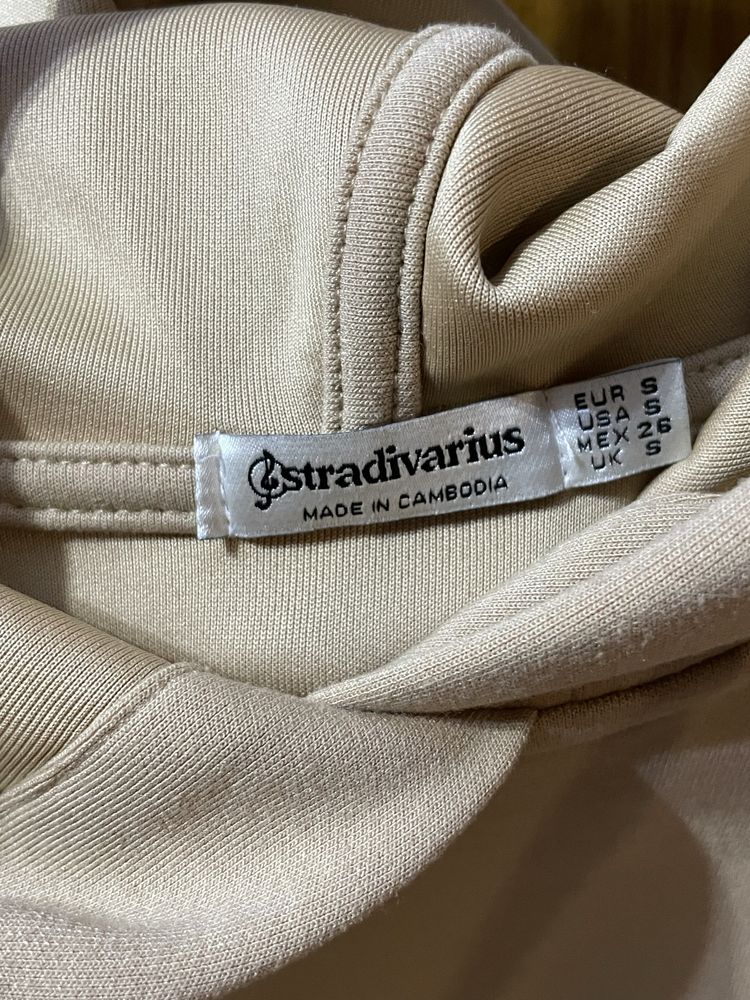 stradivarius
MADE IN CAMBODIA
EUR S
USA S
MEX 26
UK S